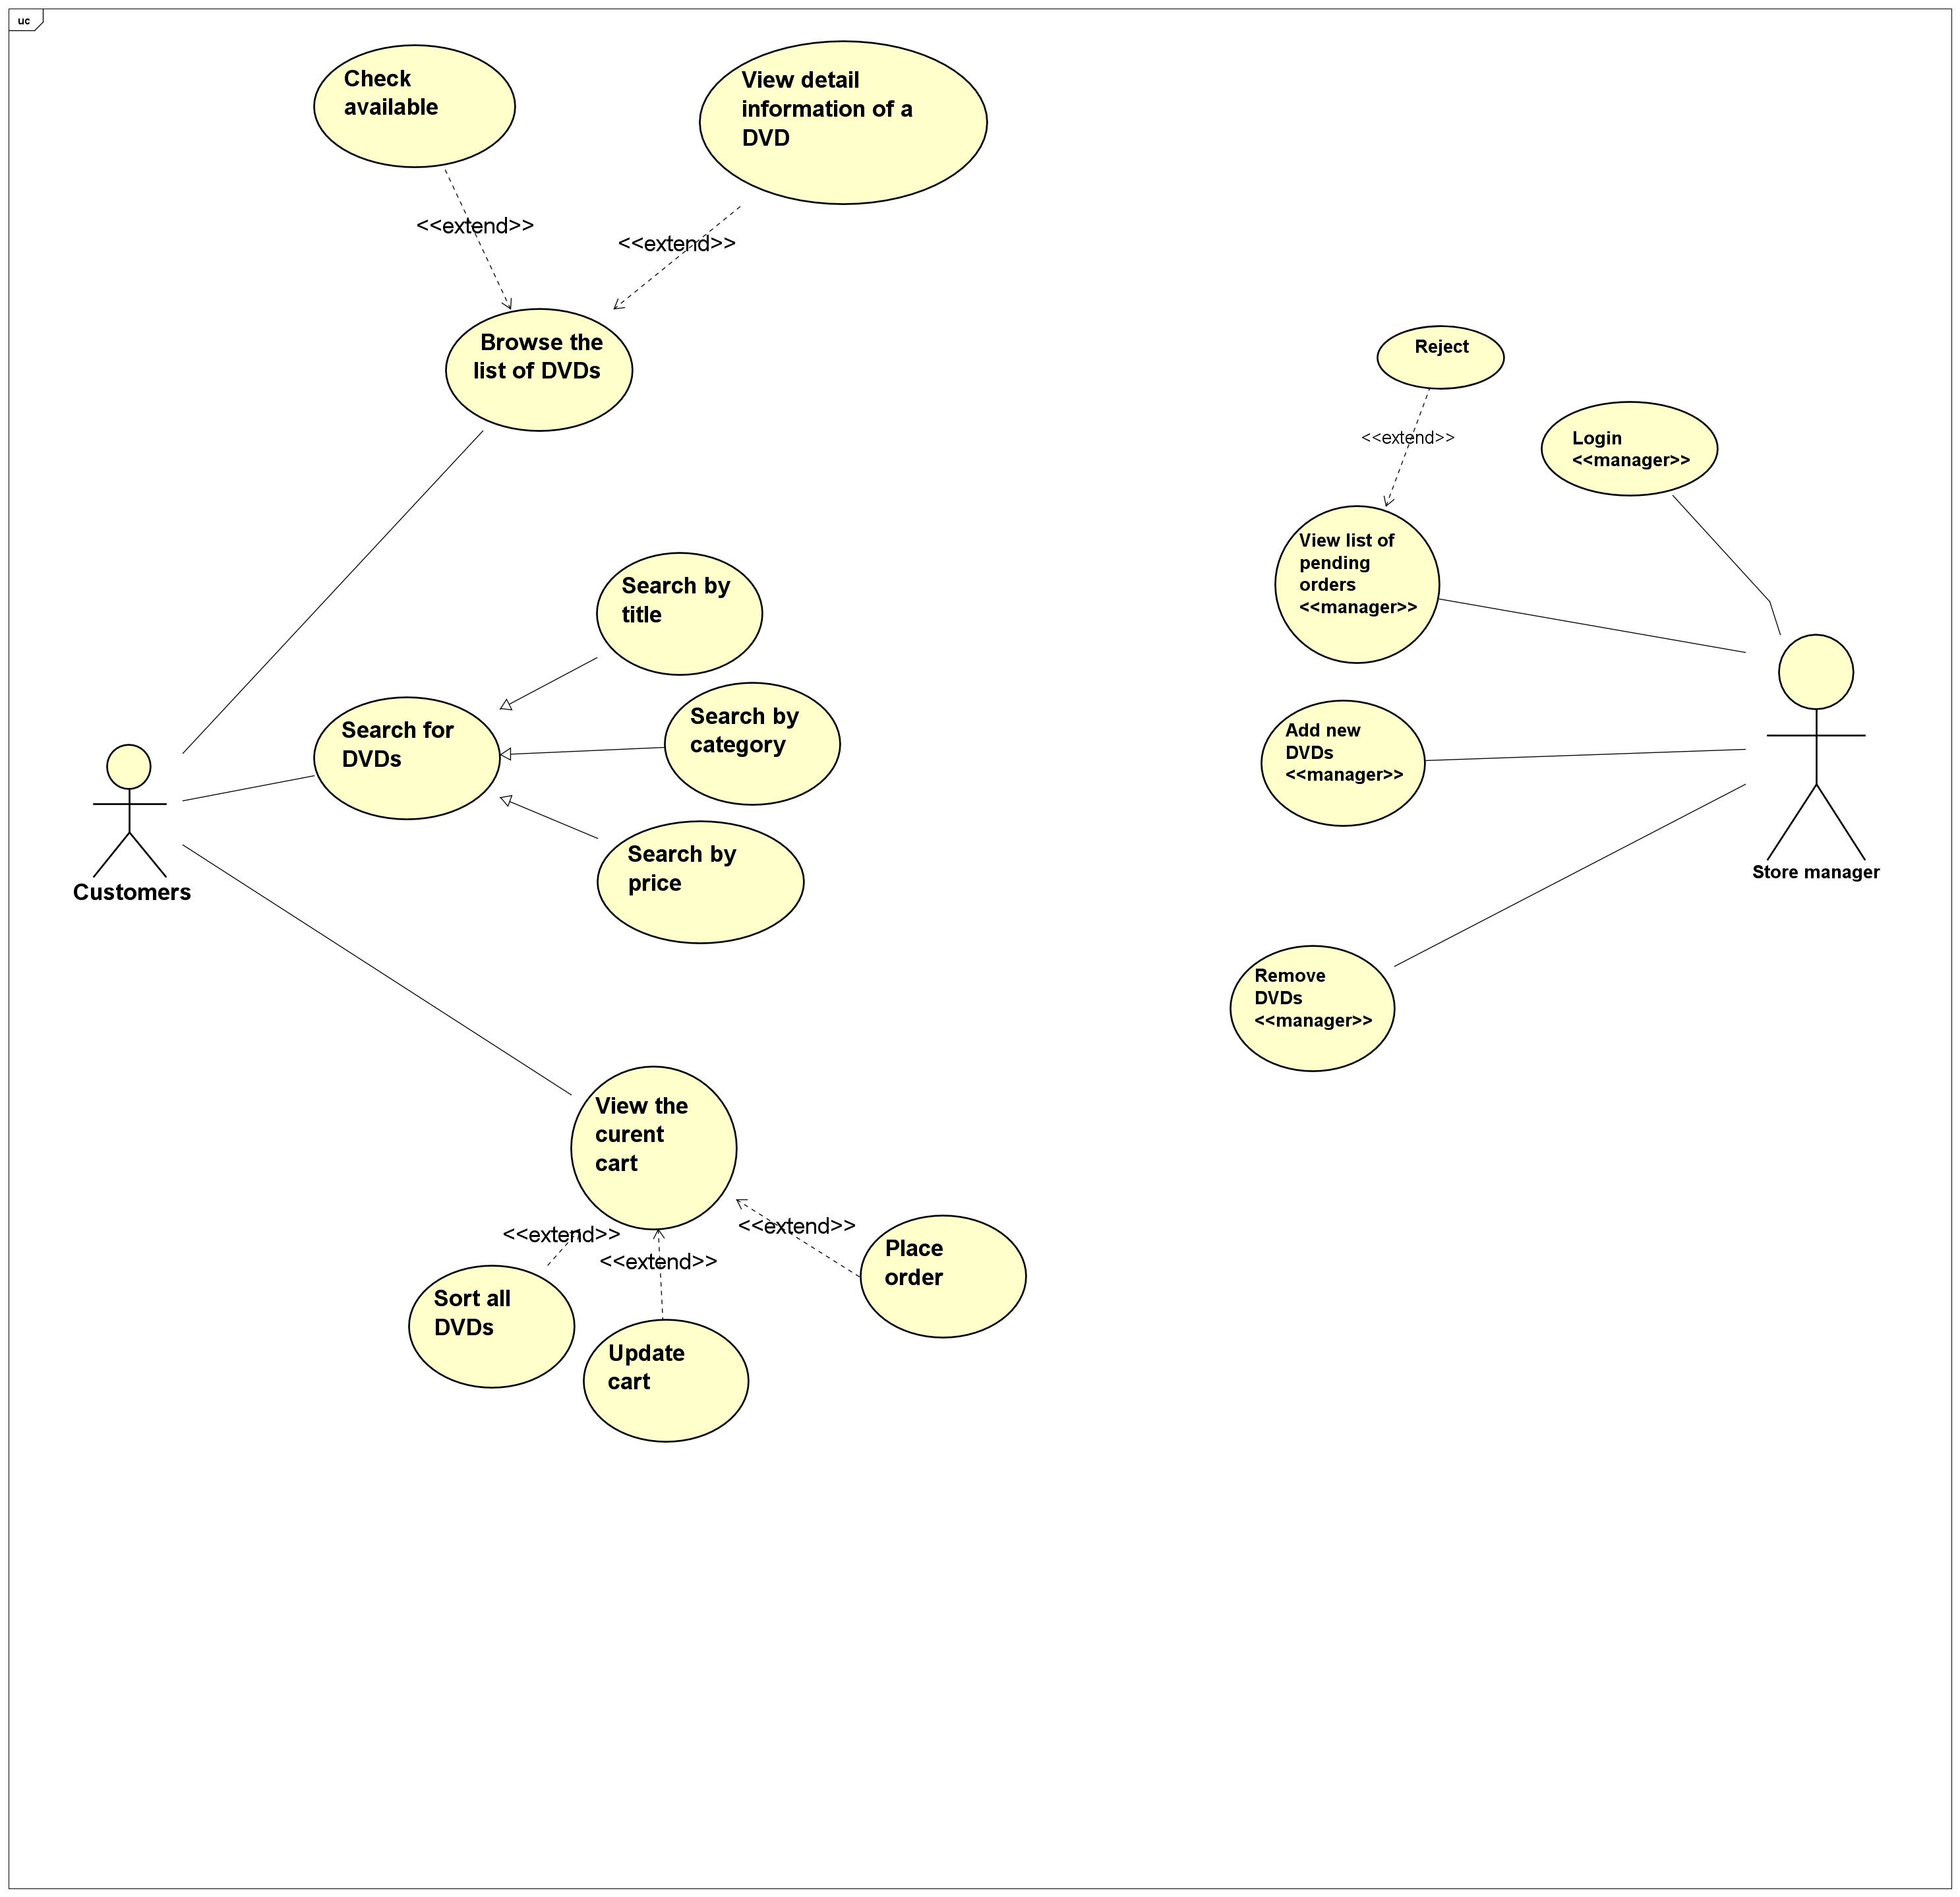 uc
Check
available
View detail
information of a
DVD
<<extend>>
<<extend>>
Browse the
list of DVDs
Reject
<<extend>>
Login
<<manager>>
View list of
pending
orders
<<manager>>
Search by
title
Search by
category
Search for
DVDs
Search by
price
Customers
Add new
DVDs
<<manager>>
Store manager
Remove
DVDs
<<manager>>
View the
curent
cart
<<extend>>
<<extend>>
<<extend>>
Place
order
Sort all
DVDs
Update
cart